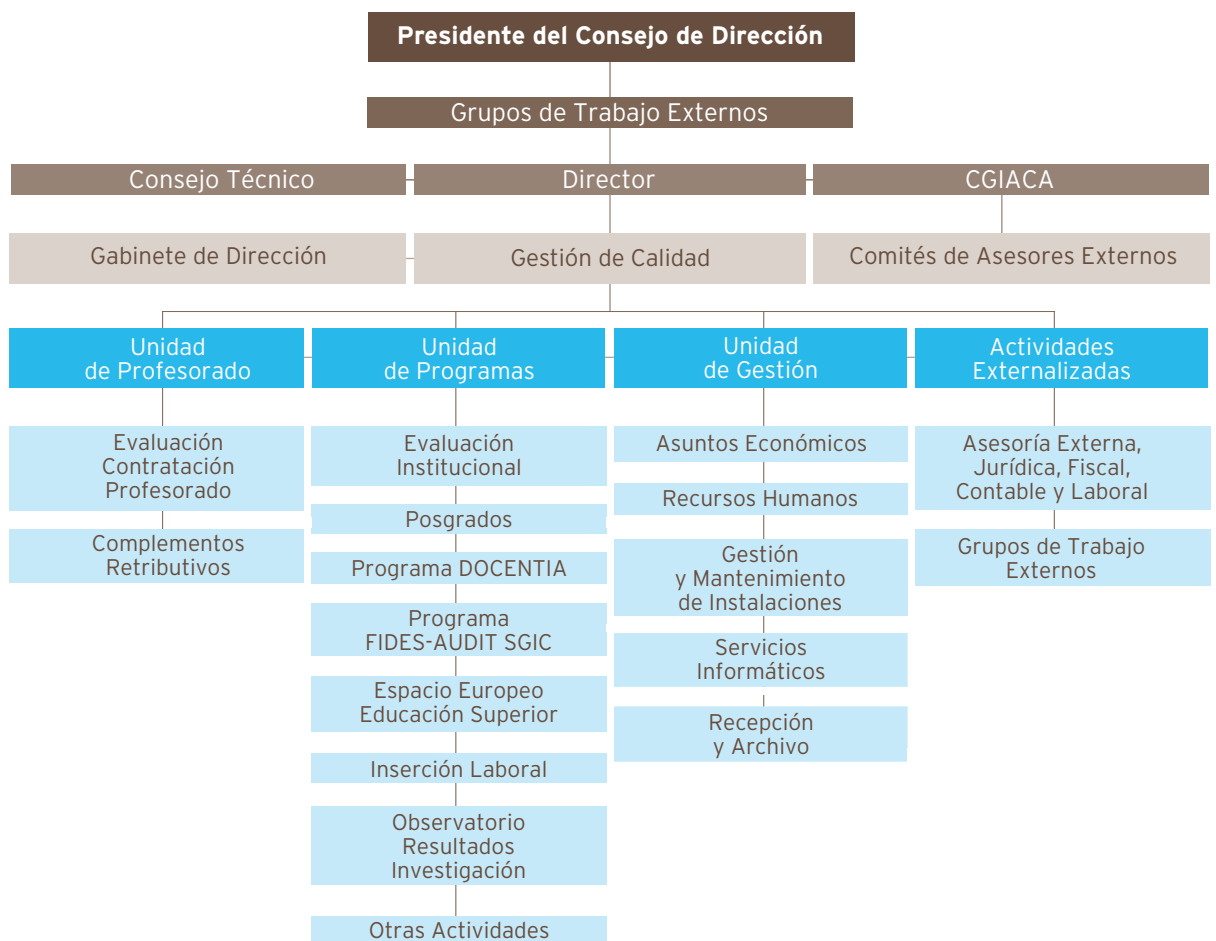 Presidente del Consejo de Dirección
Grupos de Trabajo Externos
Consejo Técnico
Director
CGIACA
Gabinete de Dirección
Gestión de Calidad
Comités de Asesores Externos
Unidad
de Profesorado
Unidad
de Programas
Unidad
de Gestión
Actividades
Externalizadas
Evaluación
Contratación
Profesorado
Complementos
Retributivos
Evaluación
Institucional
Posgrados
Programa DOCENTIA
Programa
FIDES-AUDIT SGIC
Espacio Europeo
Educación Superior
Inserción Laboral
Observatorio
Resultados
Investigación
Otras Actividades
Asuntos Económicos
Recursos Humanos
Gestión
y Mantenimiento
de Instalaciones
Servicios
Informáticos
Recepción
y Archivo
Asesoría Externa,
Jurídica, Fiscal,
Contable y Laboral
Grupos de Trabajo
Externos